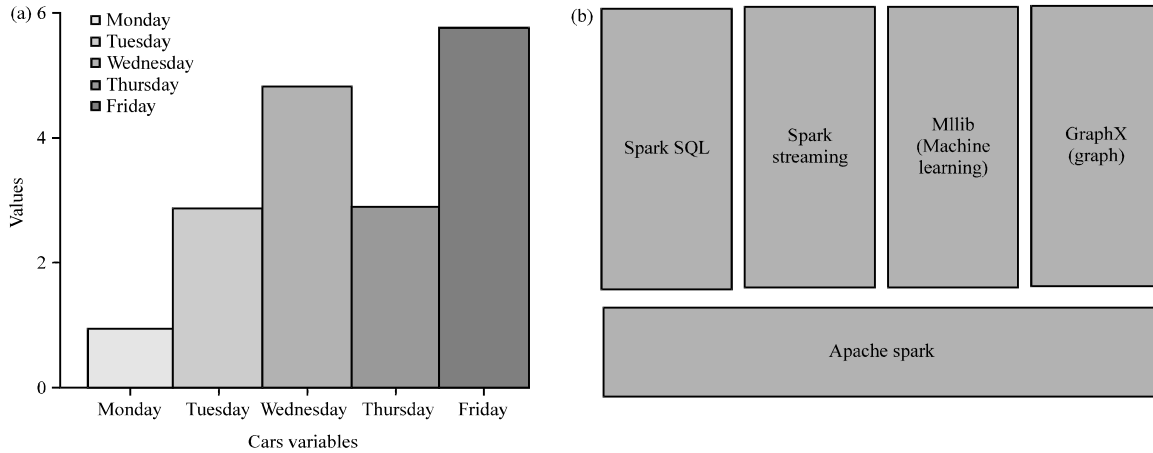 (a)
6
4
2
0
Values
Monday
Tuesday
Wednesday
Thursday
Friday
Monday Tuesday Wednesday Thursday Friday
Cars variables
(b)
Spark SQL
Spark
streaming
Mllib
(Machine
learning)
GraphX
(graph)
Apache spark